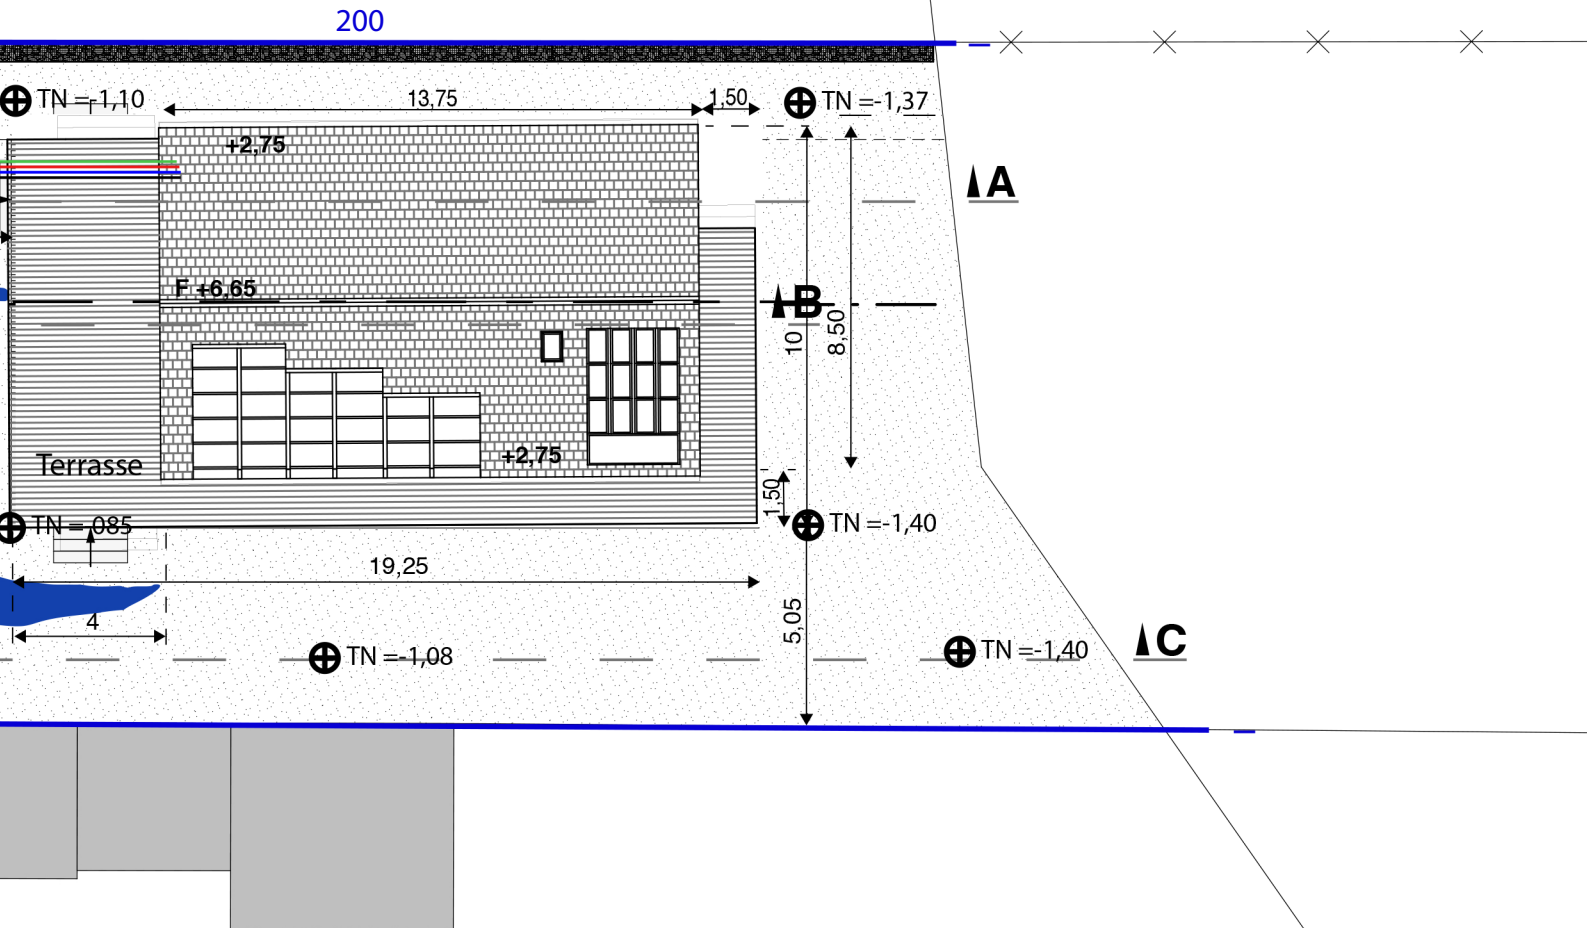 200
TN =-1,10
13,75
1,50
TN =-1,37
+2,75
A
F +6,65
B
10
8,50
+2,75
Terrasse
1,50
TN =-1,40
TN = 085
19,25
4
5,05
TN =-1,08
TN =-1,40
C